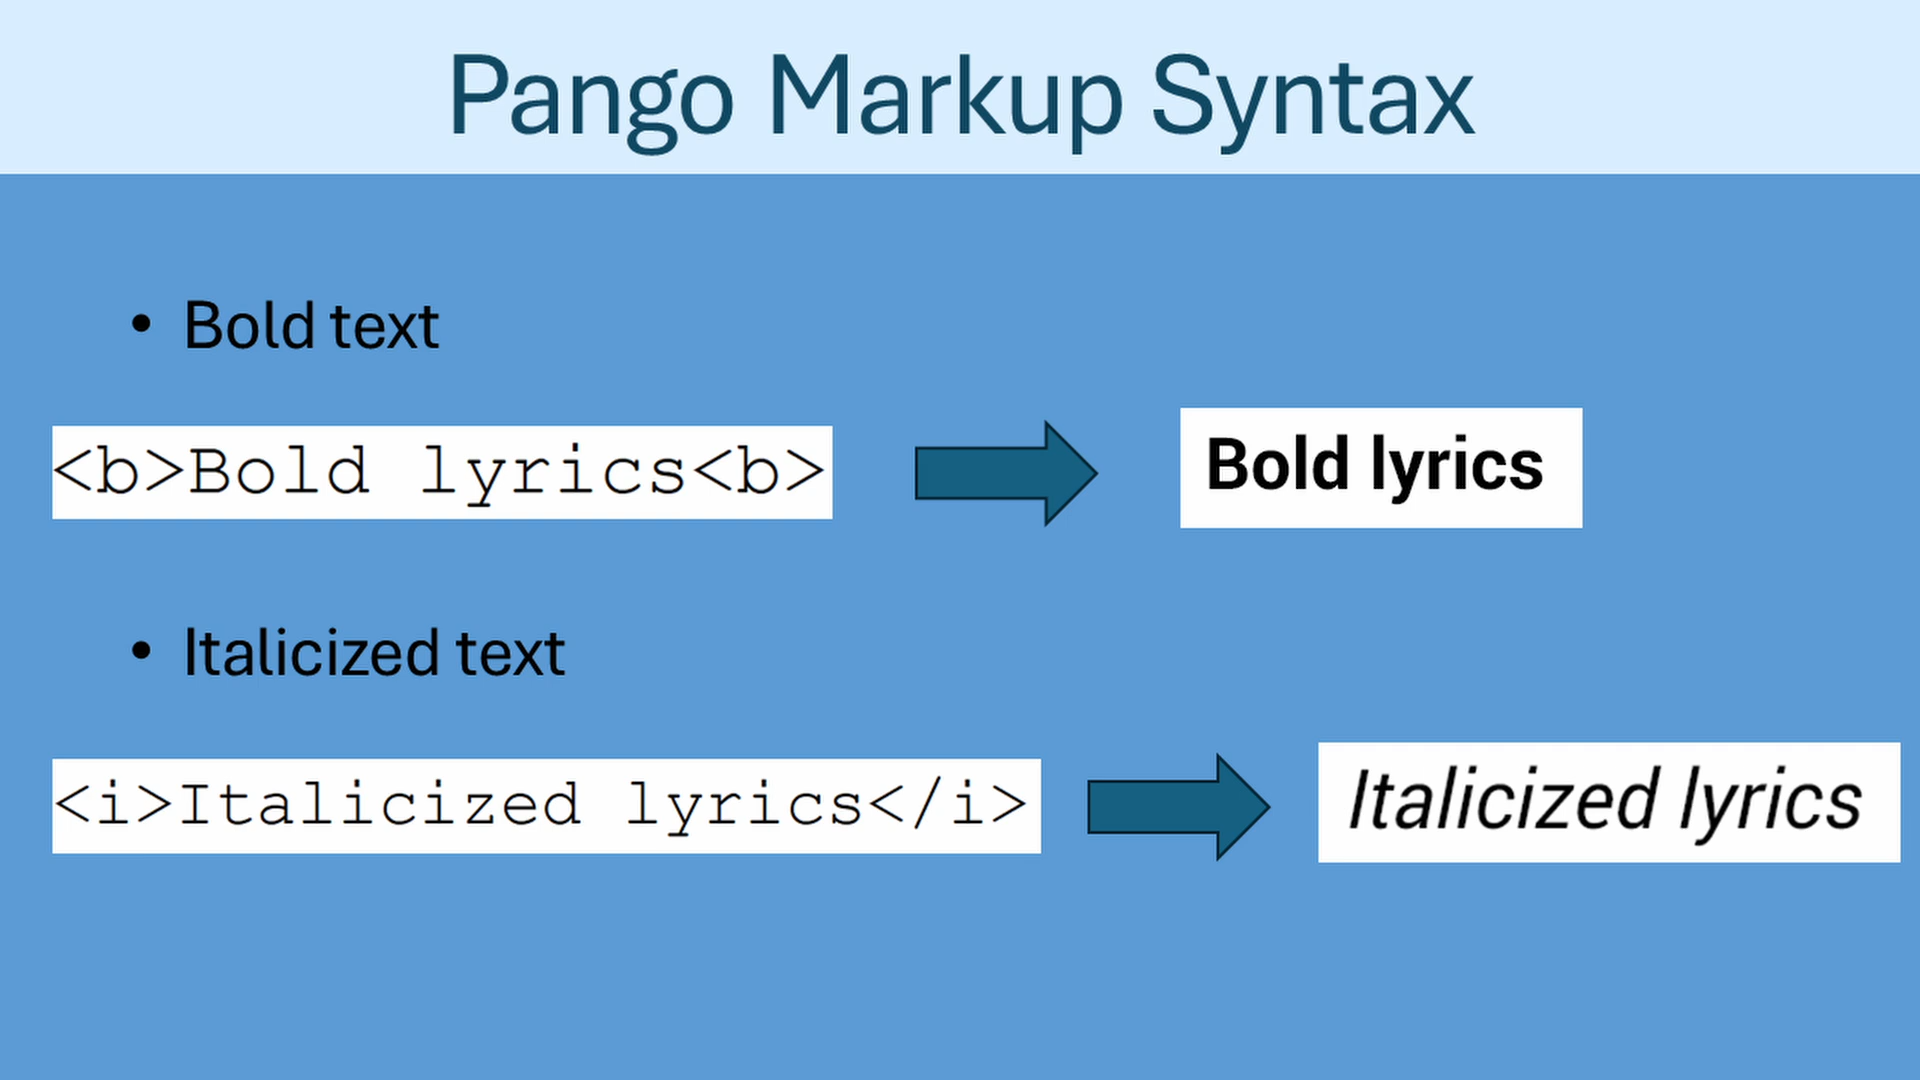 Pango Markup Syntax
• Bold text
<b>Bold lyrics<b>
Bold lyrics
• Italicized text
<i>Italicized lyrics</i>
Italicized lyrics